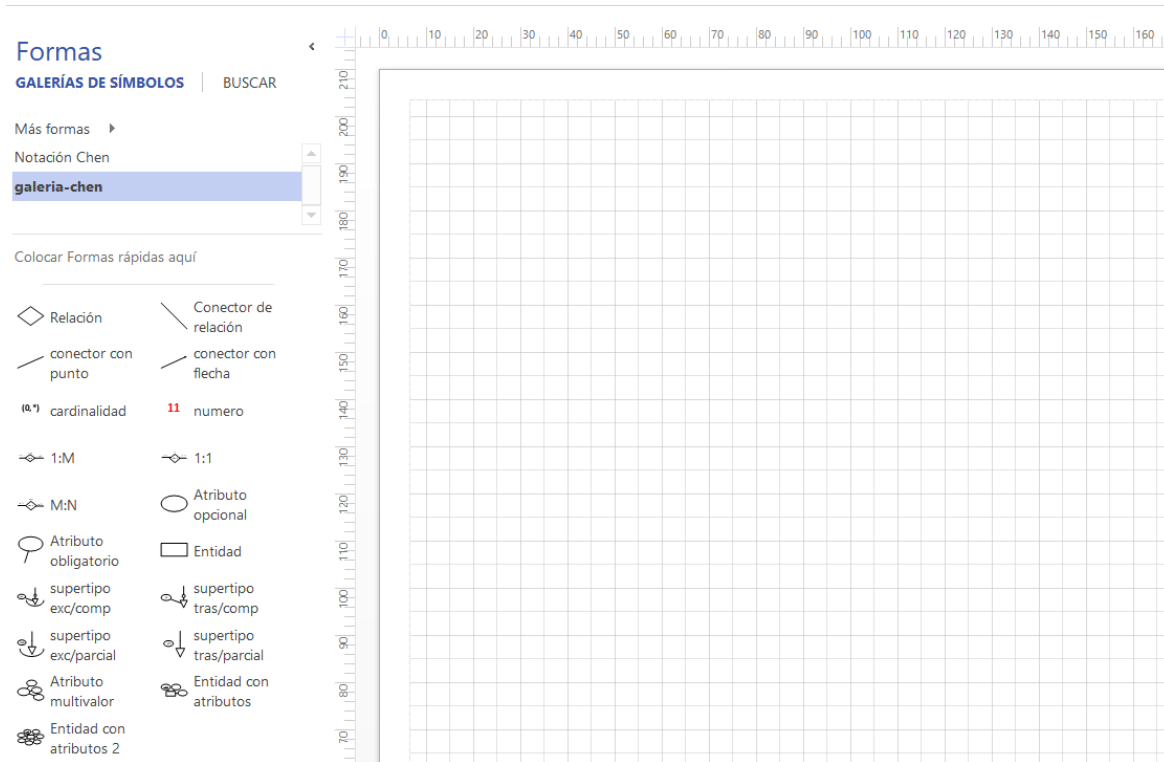 Formas
GALERÍAS DE SÍMBOLOS BUSCAR
Más formas
Notación Chen
galeria-chen
Colocar Formas rápidas aquí
Relación
Conector de
relación
conector con
punto
conector con
flecha
(0,*) cardinalidad
11 numero
1:M
1:1
M:N
Atributo
opcional
Atributo
obligatorio
Entidad
supertipo
exc/comp
supertipo
tras/comp
supertipo
exc/parcial
supertipo
tras/parcial
Atributo
multivalor
Entidad con
atributos
Entidad con
atributos 2
0 10 20 30 40 50 60 70 80 90 100 110 120 130 140 150 160
210
200
190
180
170
160
150
140
130
120
110
100
90
80
70